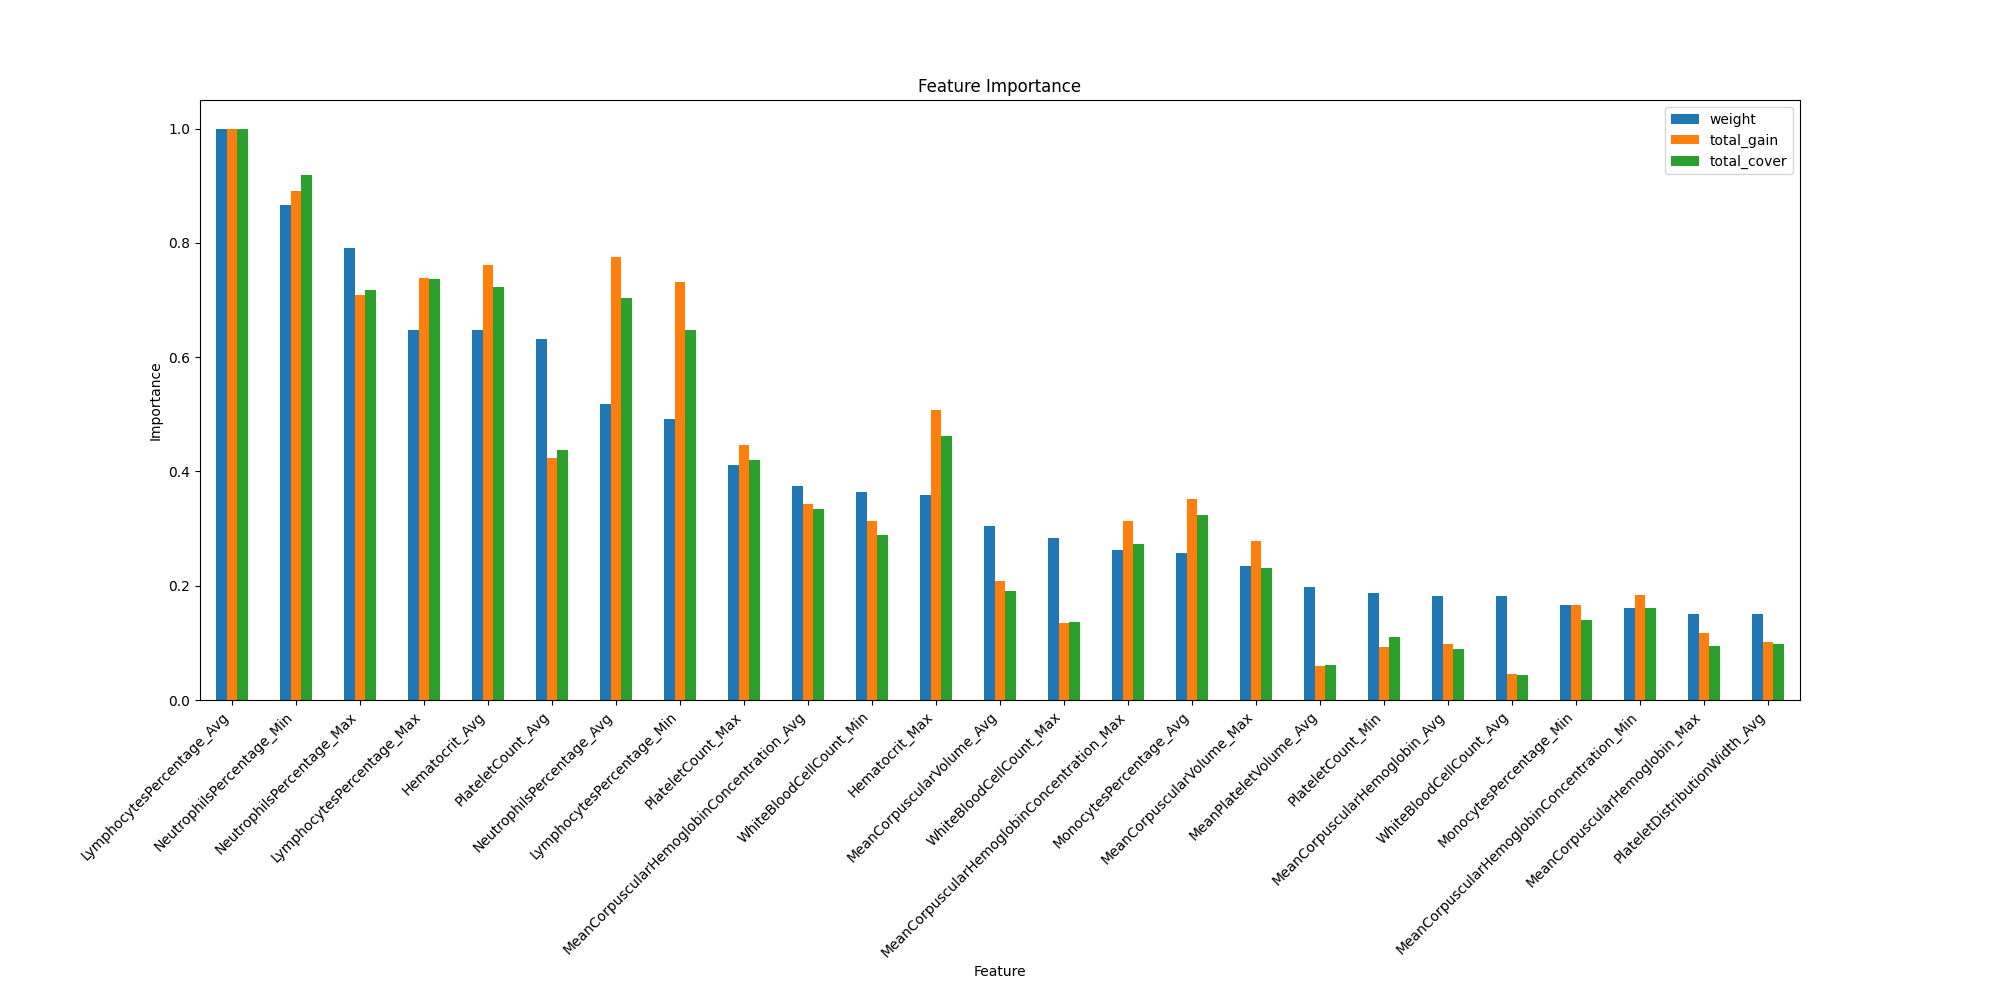 Feature Importance
weight
total_gain
total_cover
Importance
1.0
0.8
0.6
0.4
0.2
0.0
LymphocytesPercentage_Avg
NeutrophilsPercentage_Min
NeutrophilsPercentage_Max
LymphocytesPercentage_Max
Hematocrit_Avg
PlateletCount_Avg
NeutrophilsPercentage_Avg
LymphocytesPercentage_Min
PlateletCount_Max
MeanCorpuscularHemoglobinConcentration_Avg
WhiteBloodCellCount_Min
Hematocrit_Max
MeanCorpuscularVolume_Avg
WhiteBloodCellCount_Max
MeanCorpuscularHemoglobinConcentration_Max
MonocytesPercentage_Avg
MeanCorpuscularVolume_Max
MeanPlateletVolume_Avg
PlateletCount_Min
MeanCorpuscularHemoglobin_Avg
WhiteBloodCellCount_Avg
MonocytesPercentage_Min
MeanCorpuscularHemoglobinConcentration_Min
MeanCorpuscularHemoglobin_Max
PlateletDistributionWidth_Avg
Feature